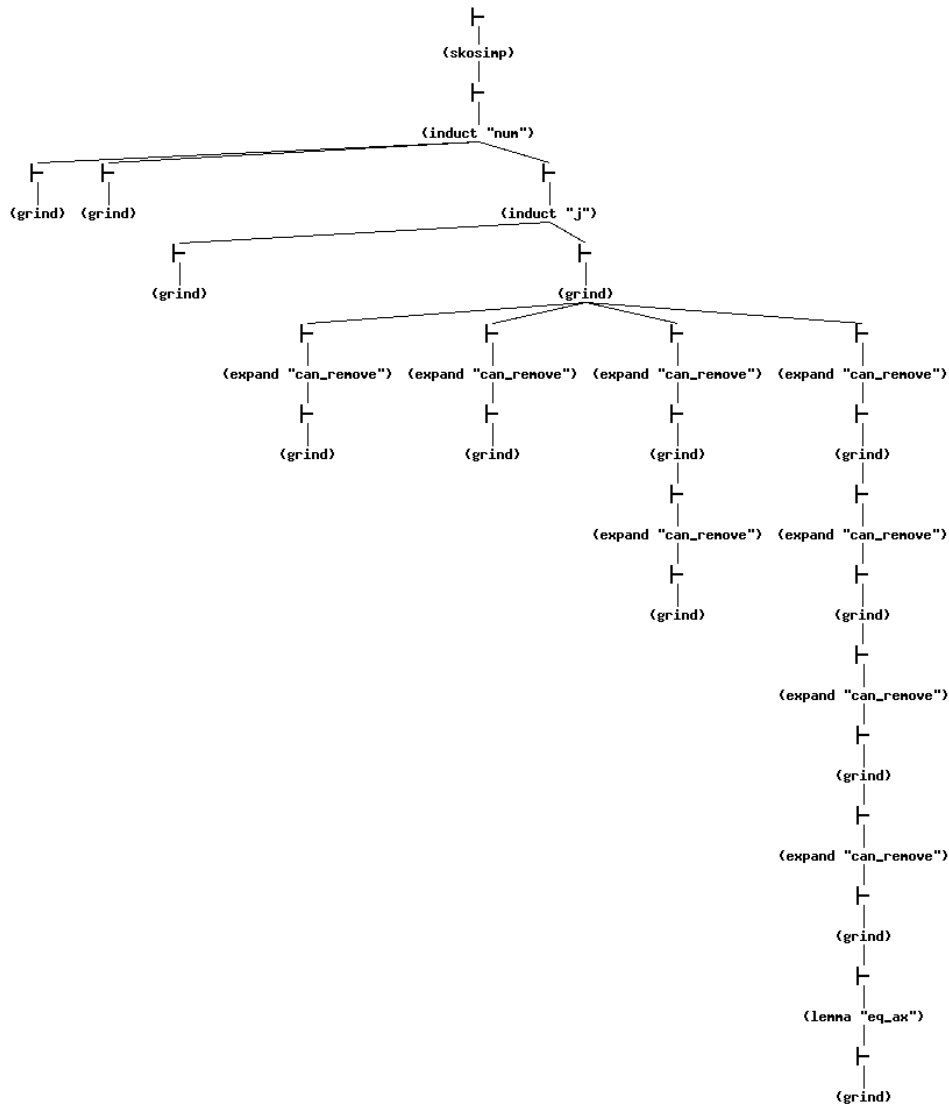 (skosimp)
(induct "num")
(grind) (grind)
(induct "j")
(grind) (grind)
(expand "can_remove") (expand "can_remove") (expand "can_remove") (expand "can_remove")
(grind) (grind) (grind) (grind)
(expand "can_remove") (expand "can_remove")
(grind) (grind)
(expand "can_remove")
(grind)
(expand "can_remove")
(grind)
(lemma "eq_ax")
(grind)